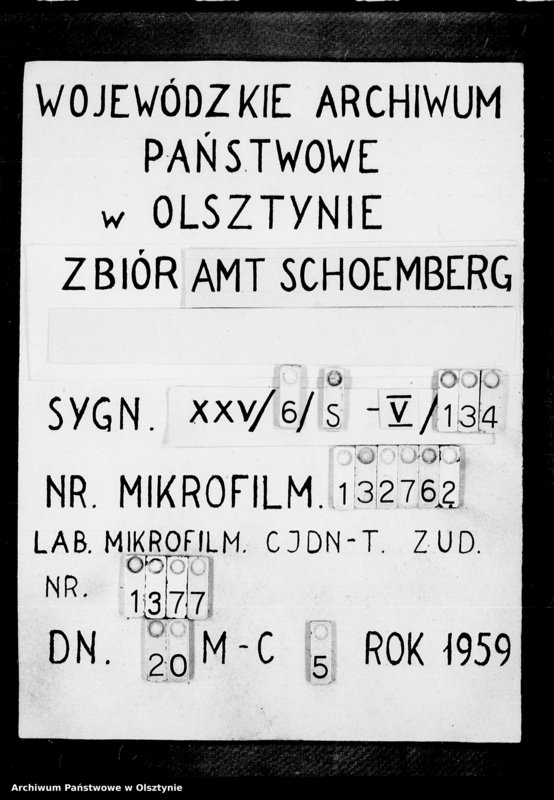 WOJEWÓDZKIE ARCHIWUM
PAŃSTWOWE
w OLSZTYNIE
ZBIÓR AMT SCHOEMBERG
SYGN. XXV/6/S - V/134
NR. MIKROFILM. 132762
LAB. MIKROFILM. CJDN-T. ZUD.
NR. 1377
DN. 20 M-C 5 ROK 1959
Archiwum Państwowe w Olsztynie